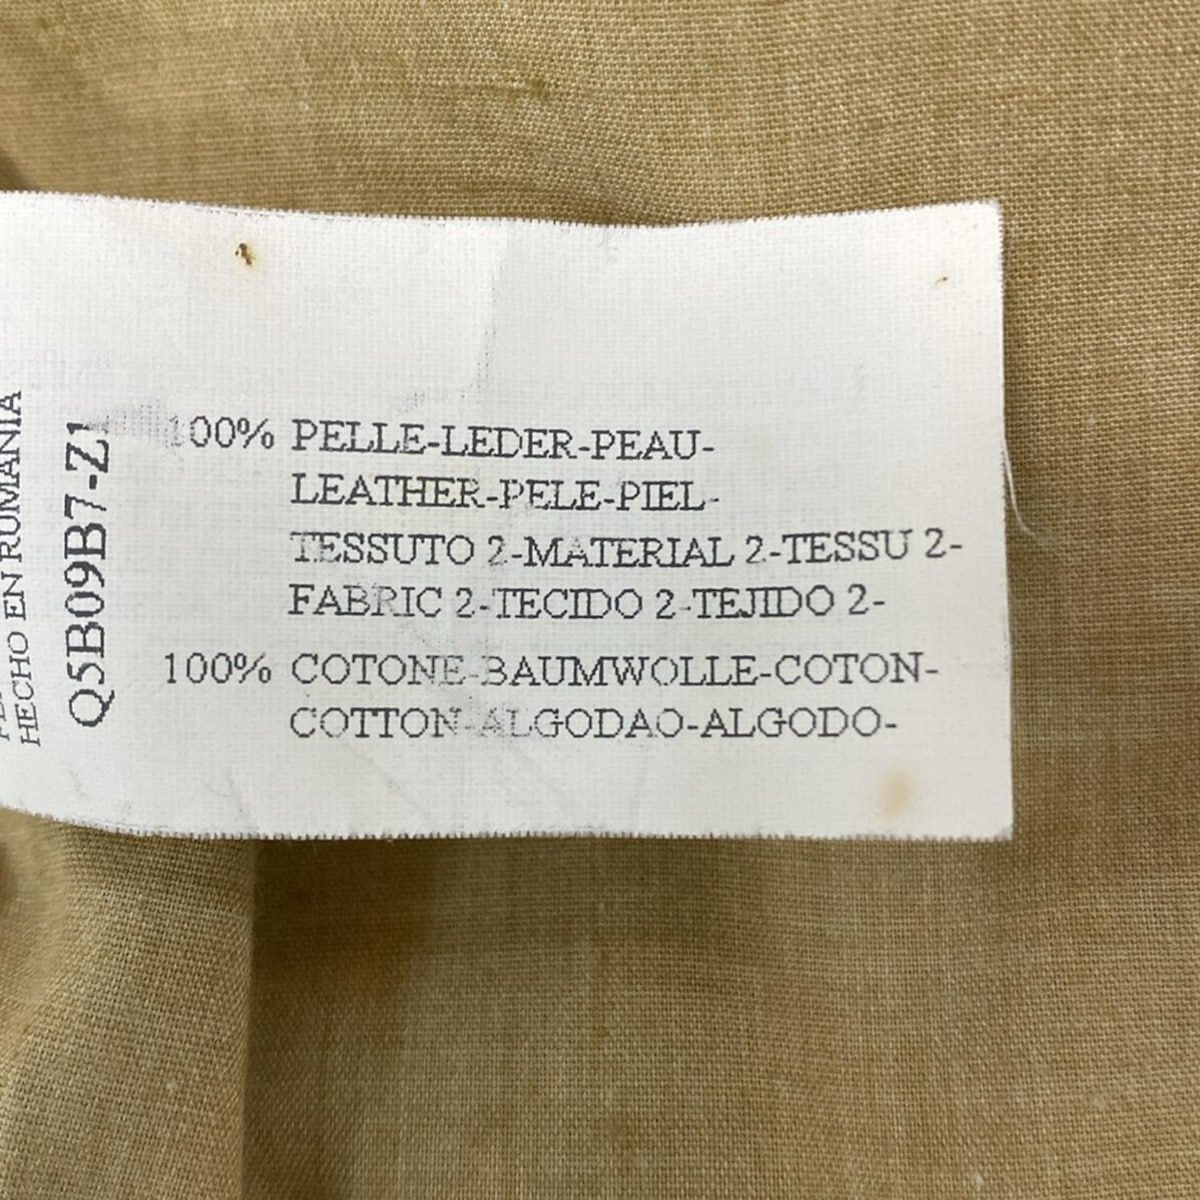 HECHO EN RUMANIA
Q5B09B7-Z1
100% PELLE-LEDER-PEAU-
LEATHER-PELE-PIEL-
TESSUTO 2-MATERIAL 2-TESSU 2-
FABRIC 2-TECIDO 2-TEJIDO 2-
100% COTONE-BAUMWOLLE-COTON-
COTTON-ALGODAO-ALGODO-